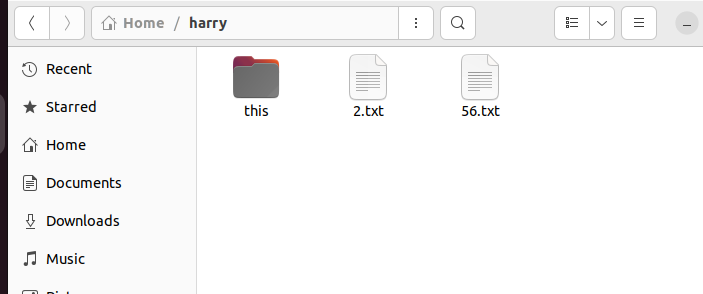 Home / harry
Recent
Starred
Home
Documents
Downloads
Music
this
2.txt
56.txt